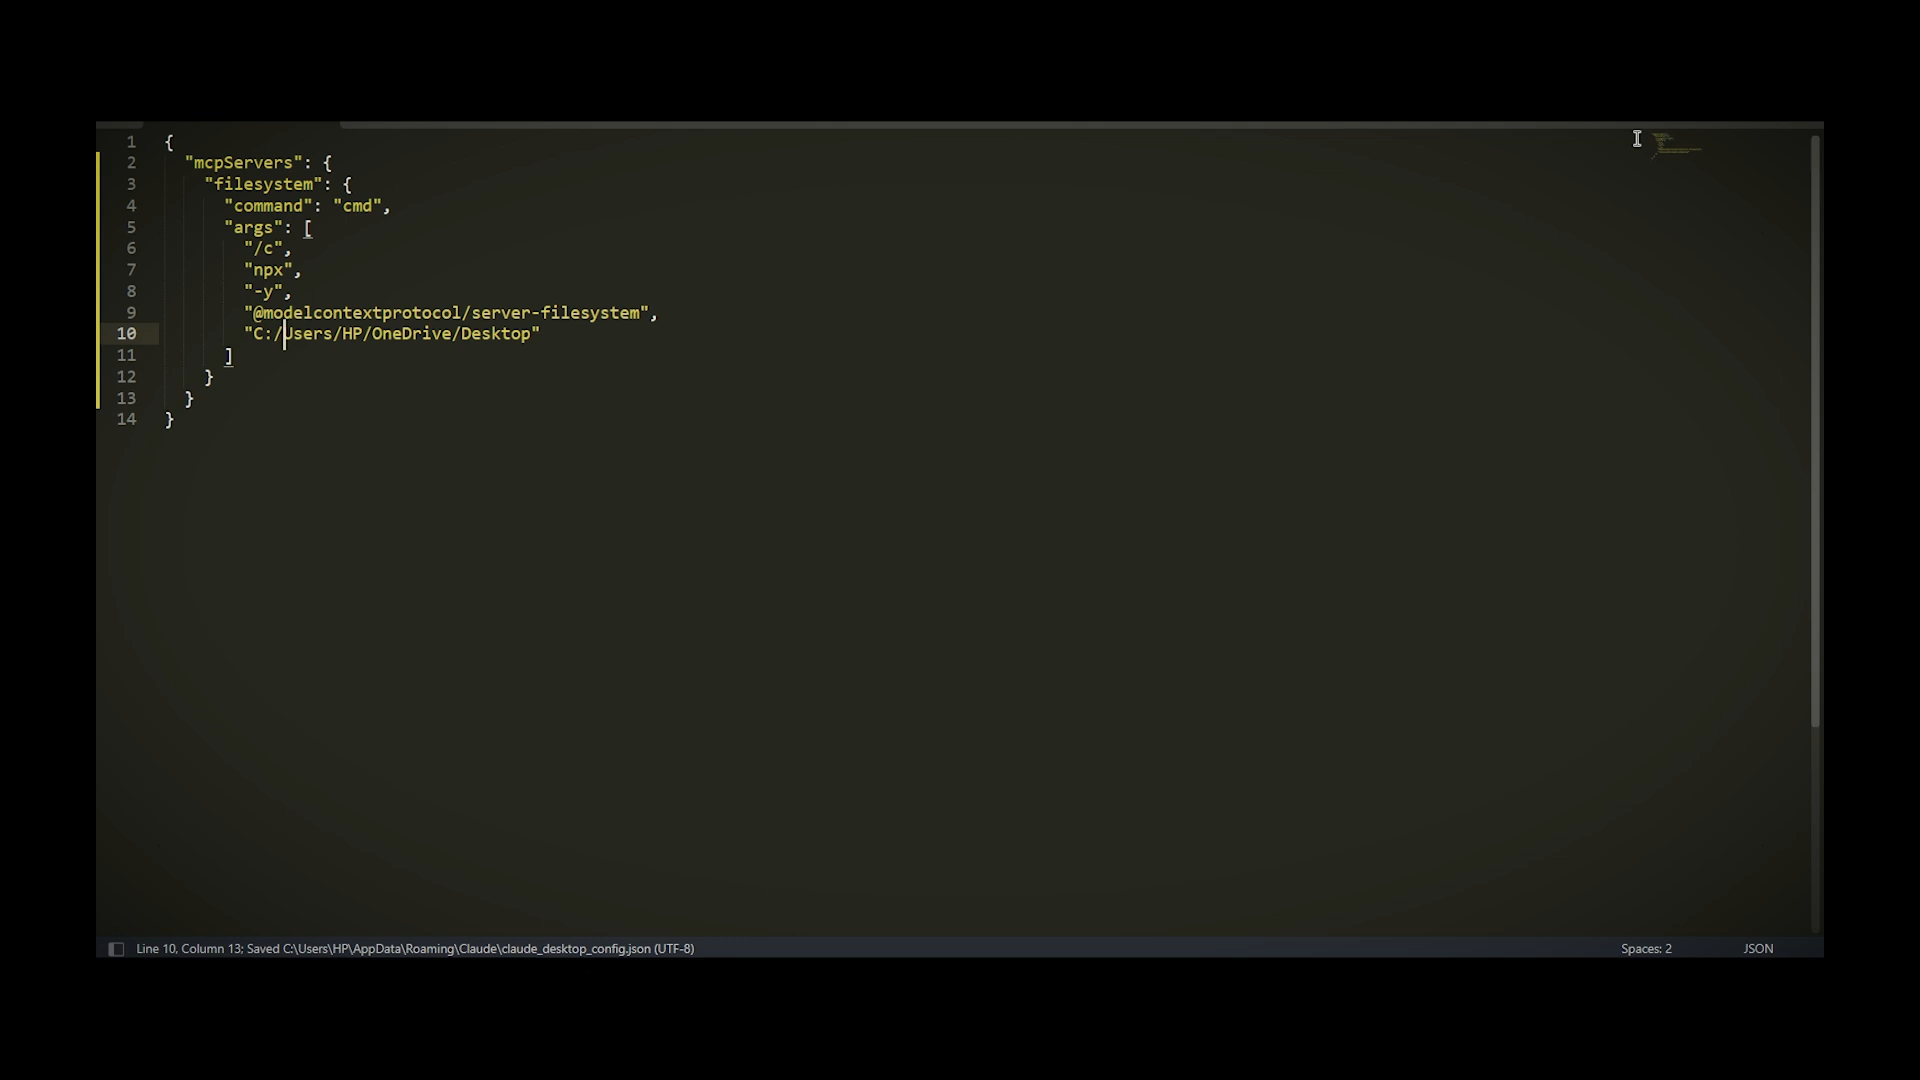 1 {
2 "mcpServers": {
3 "filesystem": {
4 "command": "cmd",
5 "args": [
6 "/c",
7 "npx",
8 "-y",
9 "@modelcontextprotocol/server-filesystem",
10 "C:/Users/HP/OneDrive/Desktop"
11 ]
12 }
13 }
14 }
Line 10, Column 13; Saved C:\Users\HP\AppData\Roaming\Claude\claude_desktop_config.json (UTF-8) Spaces: 2 JSON